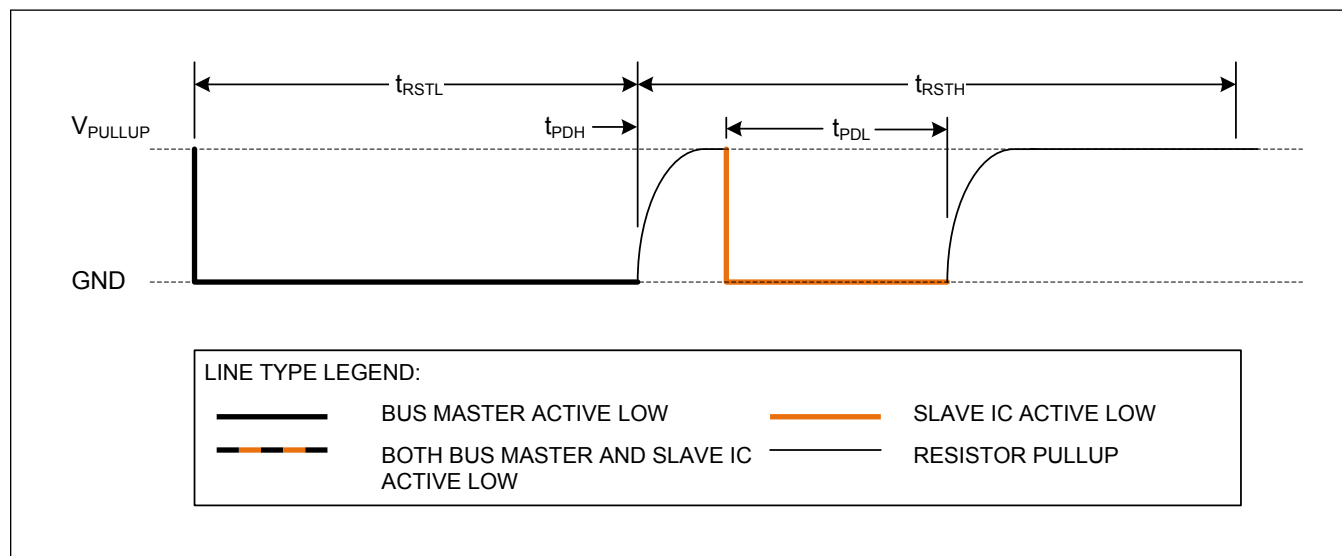 tRSTL
tRSTH
VPULLUP
tPDH
tPDL
GND
LINE TYPE LEGEND:
BUS MASTER ACTIVE LOW
SLAVE IC ACTIVE LOW
BOTH BUS MASTER AND SLAVE IC
ACTIVE LOW
RESISTOR PULLUP